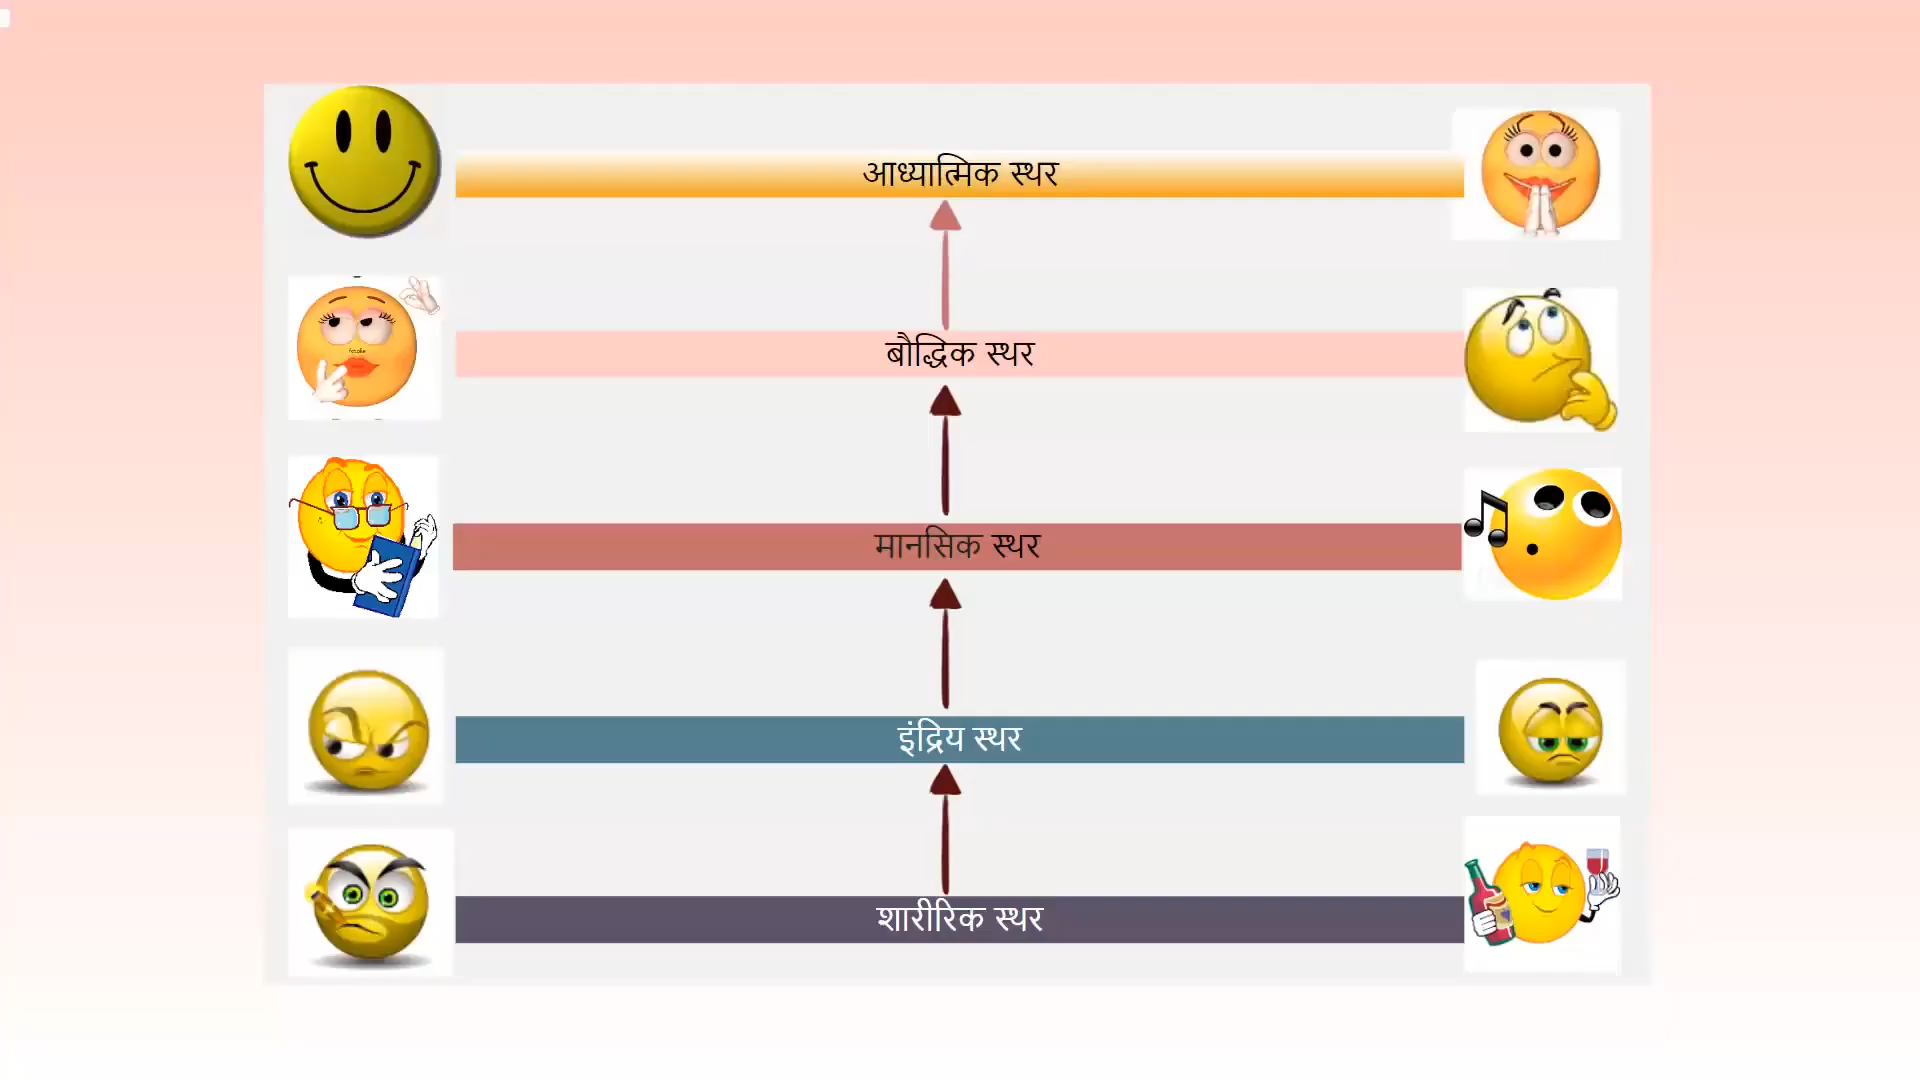 आध्यात्मिक स्थर
बौद्धिक स्थर
मानसिक स्थर
इंद्रिय स्थर
शारीरिक स्थर